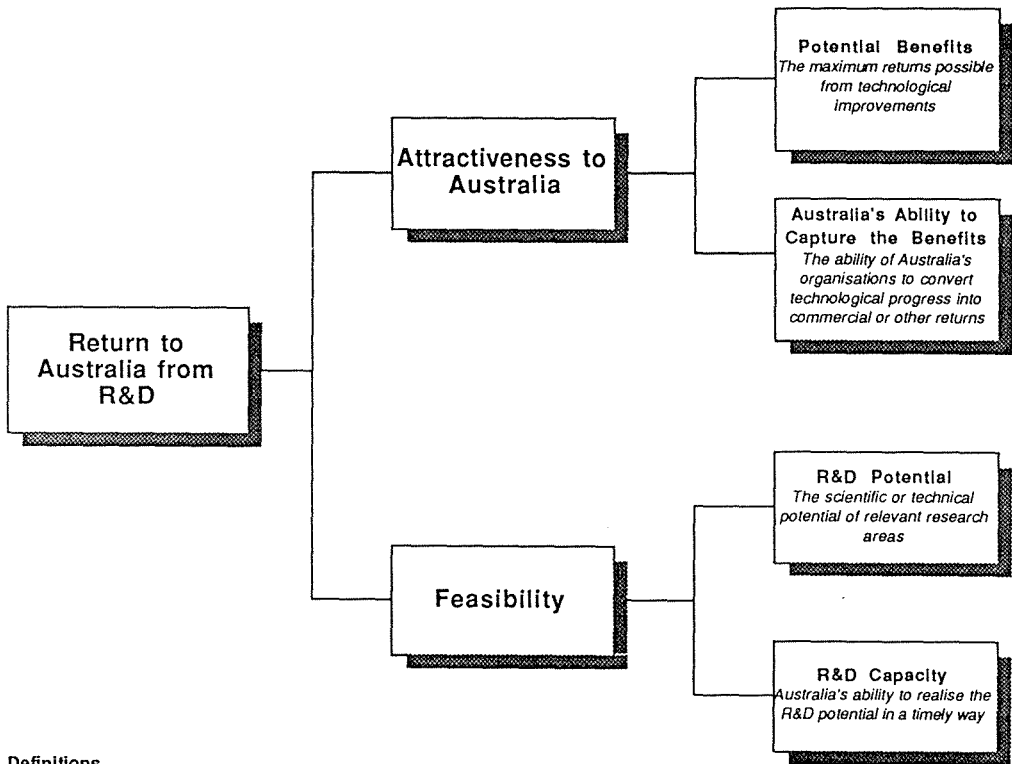 Potential Benefits
The maximum returns possible
from technological
improvements
Attractiveness to
Australia
Australia's Ability to
Capture the Benefits
The ability of Australia's
organisations to convert
technological progress into
commercial or other returns
Return to
Australia from
R&D
R&D Potential
The scientific or technical
potential of relevant research
areas
Feasibility
R&D Capacity
Australia's ability to realise the
R&D potential in a timely way
Definitions